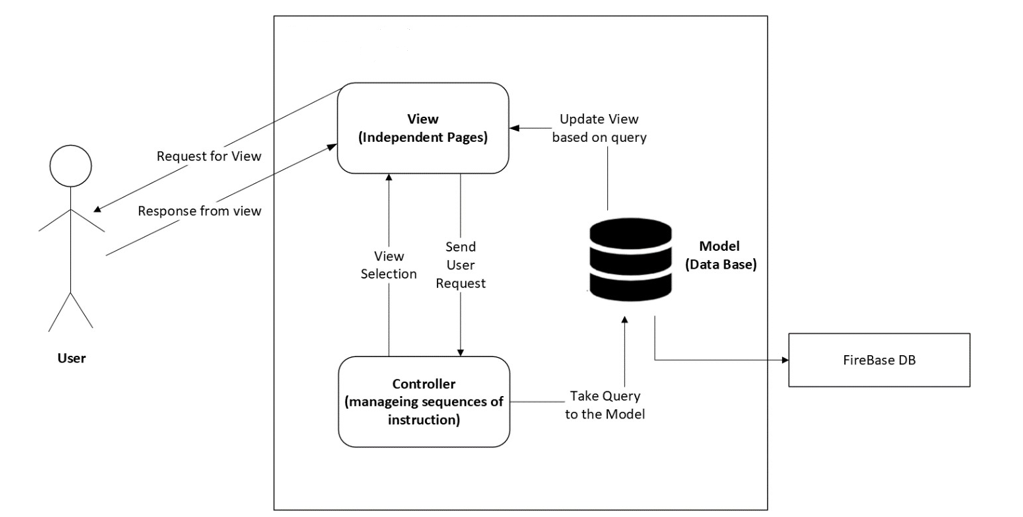 View
(Independent Pages)
Update View
based on query
Request for View
Response from view
View
Selection
Send
User
Request
Model
(Data Base)
User
FireBase DB
Controller
(manageing sequences of
instruction)
Take Query
to the Model